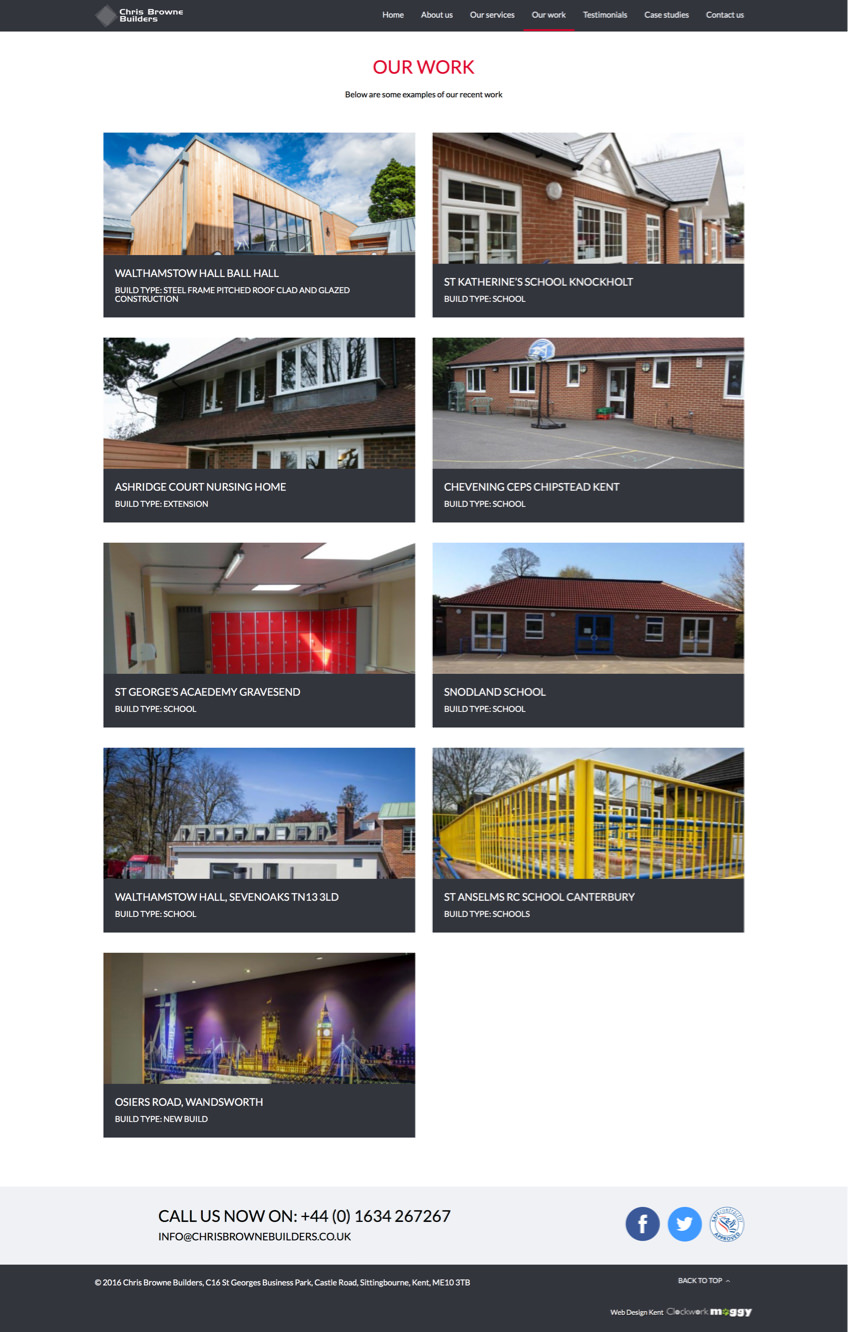 Chris Browne
Builders
Home About us Our services Our work Testimonials Case studies Contact us
OUR WORK
Below are some examples of our recent work
WALTHAMSTOW HALL BALL HALL
BUILD TYPE: STEEL FRAME PITCHED ROOF CLAD AND GLAZED
CONSTRUCTION
ST KATHERINE'S SCHOOL KNOCKHOLT
BUILD TYPE: SCHOOL
ASHRIDGE COURT NURSING HOME
BUILD TYPE: EXTENSION
CHEVENING CEPS CHIPSTEAD KENT
BUILD TYPE: SCHOOL
ST GEORGE'S ACAEDEMY GRAVESEND
BUILD TYPE: SCHOOL
SNODLAND SCHOOL
BUILD TYPE: SCHOOL
WALTHAMSTOW HALL, SEVENOAKS TN13 3LD
BUILD TYPE: SCHOOL
ST ANSELMS RC SCHOOL CANTERBURY
BUILD TYPE: SCHOOLS
OSIERS ROAD, WANDSWORTH
BUILD TYPE: NEW BUILD
CALL US NOW ON: +44 (0) 1634 267267
INFO@CHRISBROWNEBUILDERS.CO.UK
f
APPROVED
© 2016 Chris Browne Builders, C16 St Georges Business Park, Castle Road, Sittingbourne, Kent, ME10 3TB
BACK TO TOP
Web Design Kent Clockwork moggy